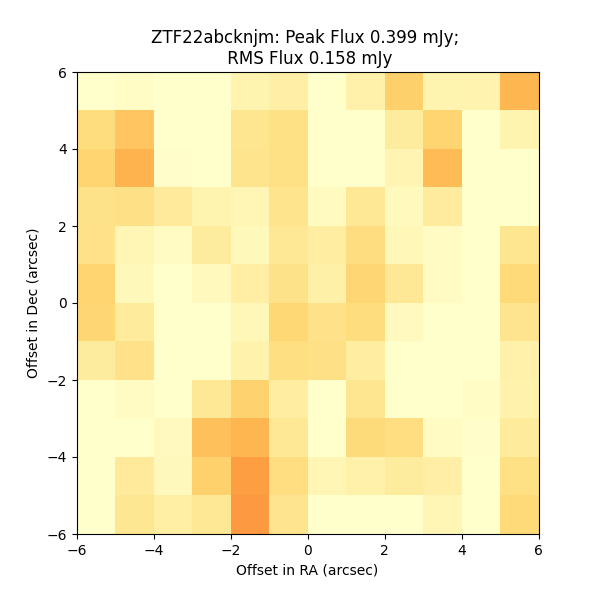 ZTF22abcknjm: Peak Flux 0.399 mJy;
RMS Flux 0.158 mJy
6
4
2
0
−2
−4
−6
Offset in Dec (arcsec)
−6 −4 −2 0 2 4 6
Offset in RA (arcsec)